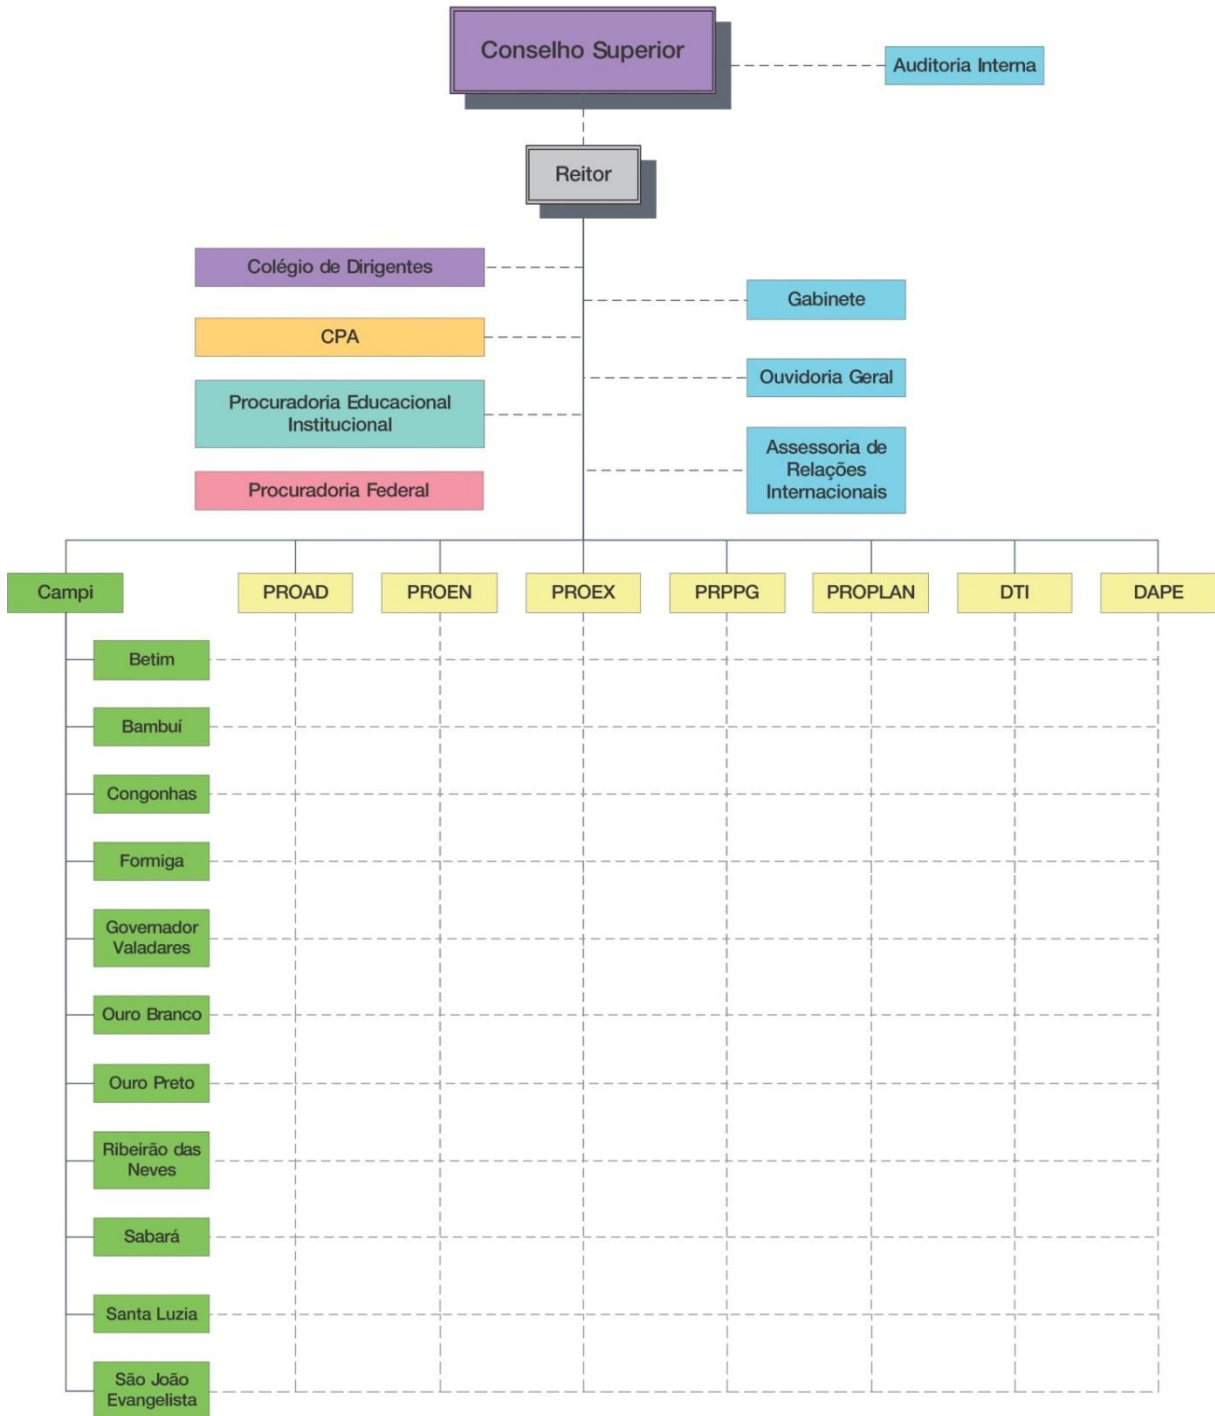 Conselho Superior
Auditoria Interna
Reitor
Colégio de Dirigentes
Gabinete
CPA
Ouvidoria Geral
Procuradoria Educacional
Institucional
Assessoria de
Relações
Internacionais
Procuradoria Federal
Campi
PROAD
PROEN
PROEX
PRPPG
PROPLAN
DTI
DAPE
Betim
Bambuí
Congonhas
Formiga
Governador
Valadares
Ouro Branco
Ouro Preto
Ribeirão das
Neves
Sabará
Santa Luzia
São João
Evangelista